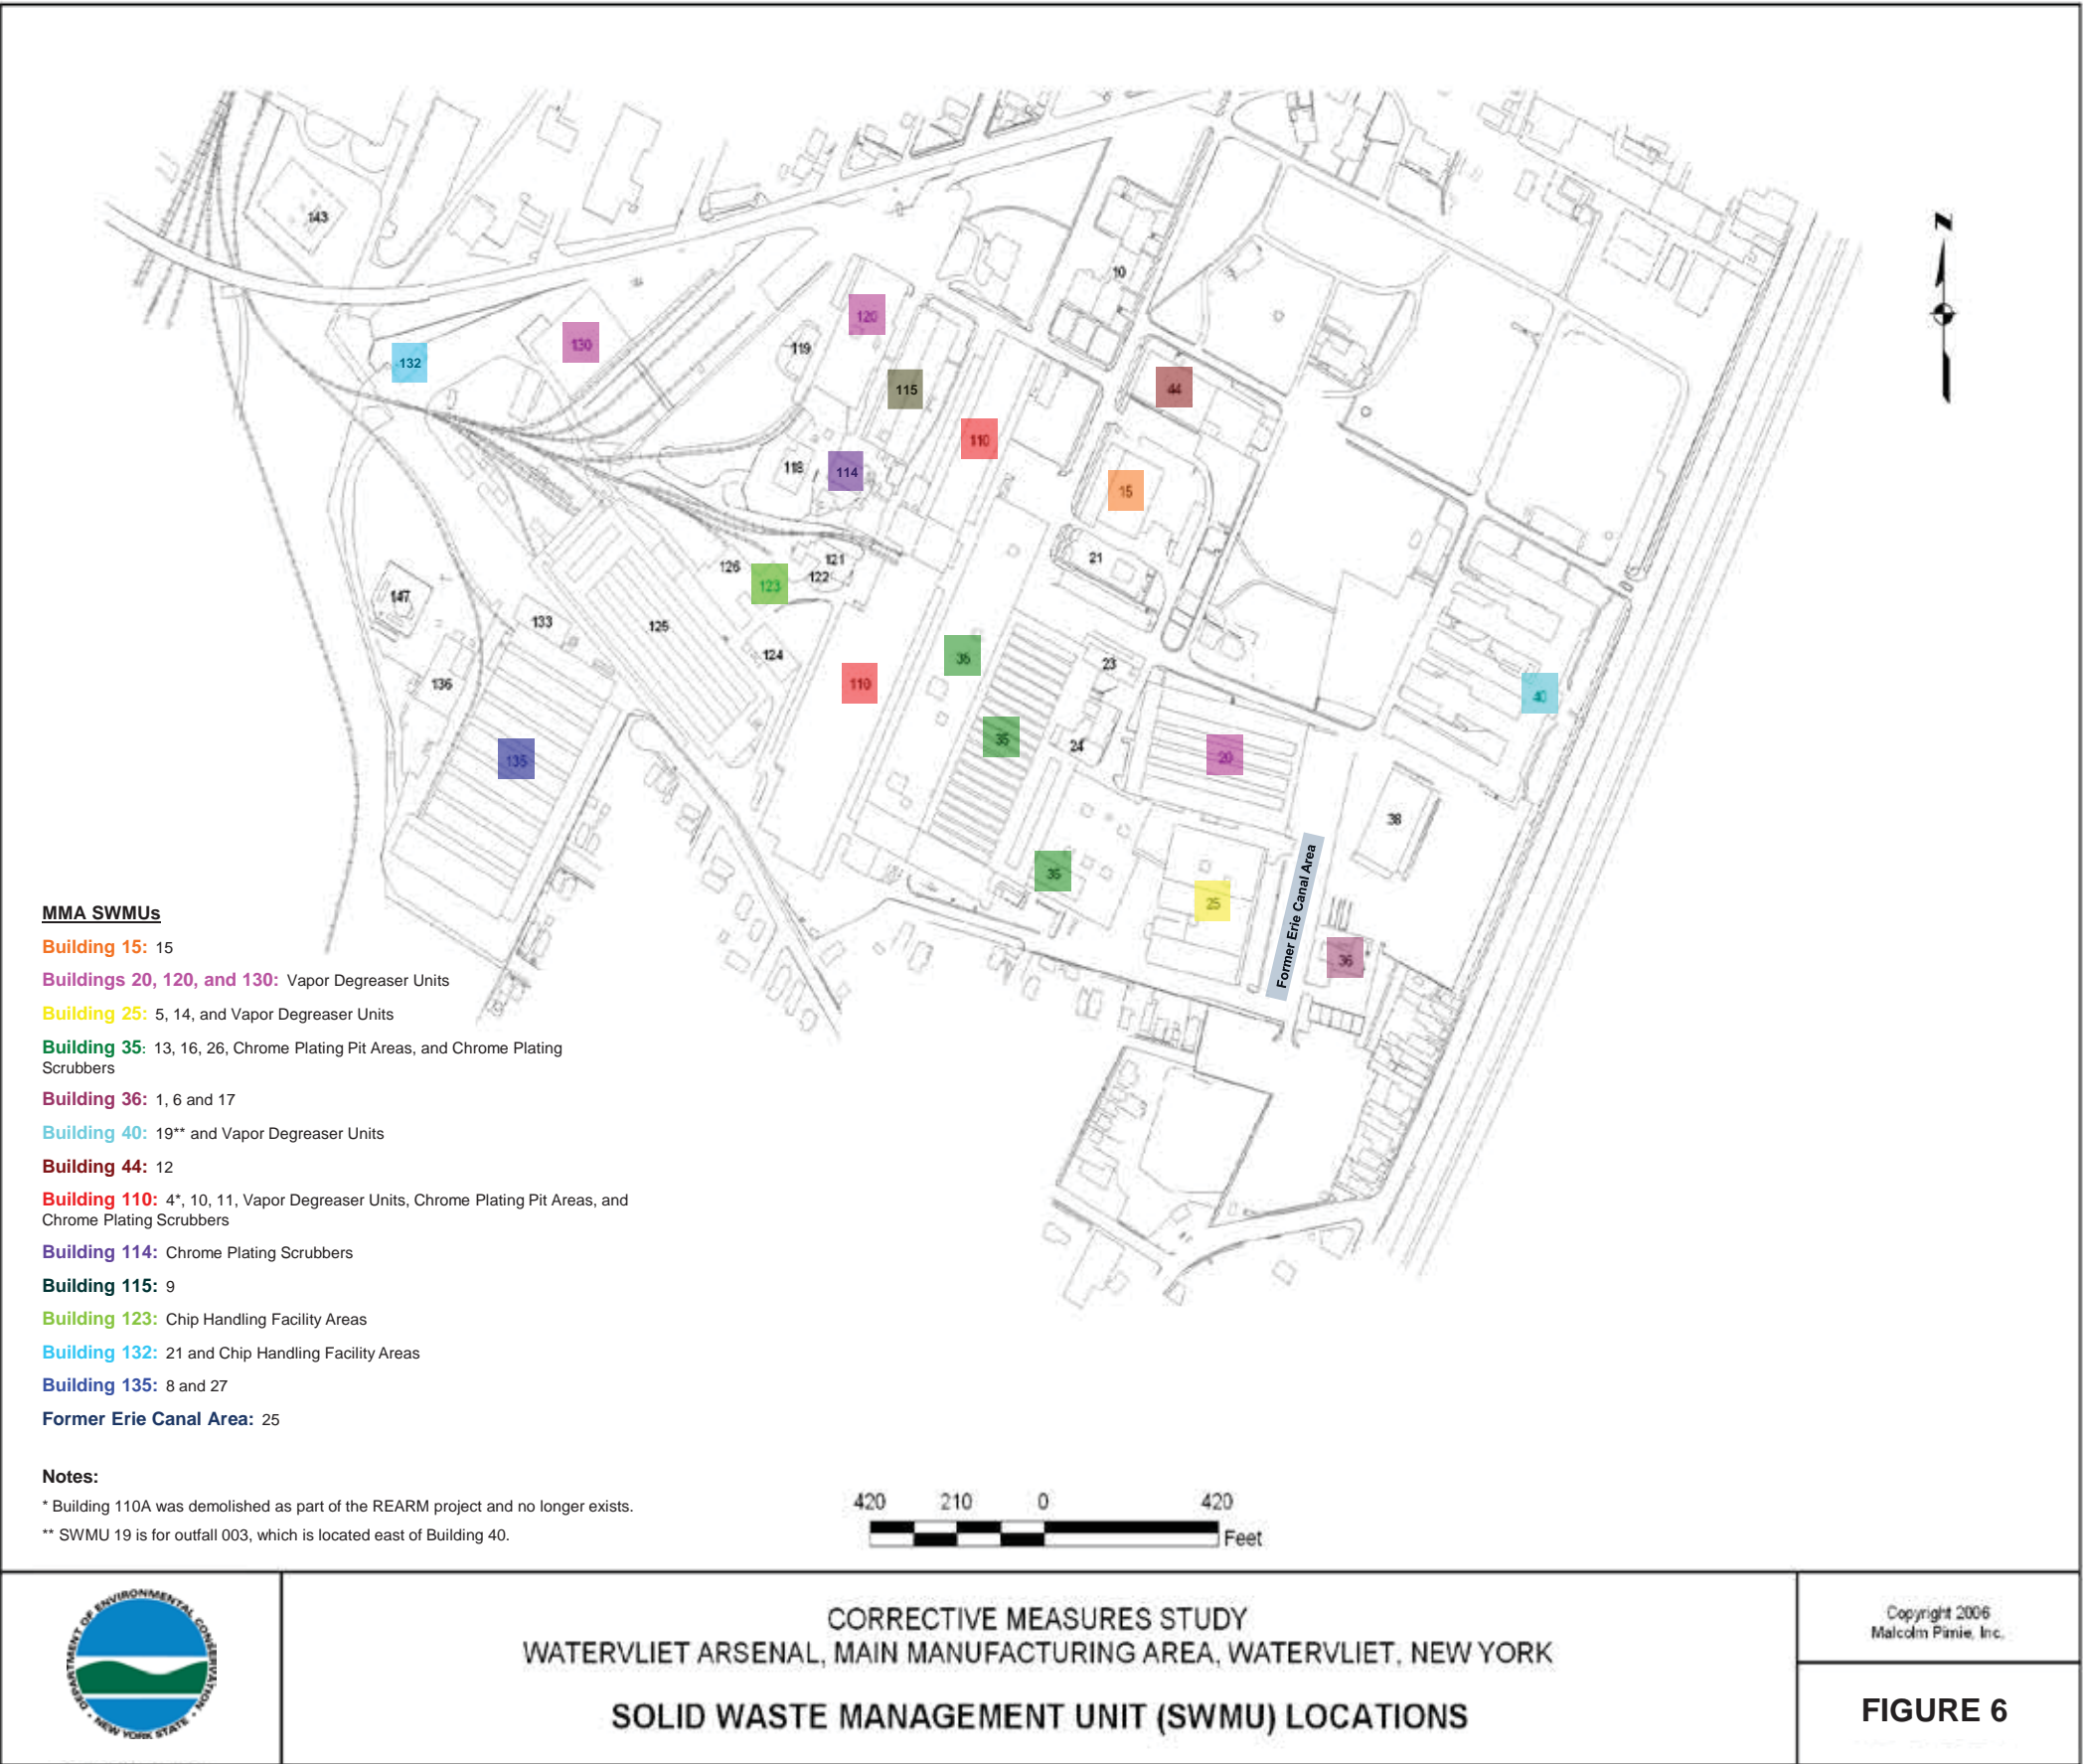 143
10
Z
120
130
119
132
115
44
110
118
114
15
121
21
126
122
123
147
133
125
35
124
23
136
110
40
35
24
135
20
38
35
Former Erie Canal Area
25
36
MMA SWMUs
Building 15: 15
Buildings 20, 120, and 130: Vapor Degreaser Units
Building 25: 5, 14, and Vapor Degreaser Units
Building 35: 13, 16, 26, Chrome Plating Pit Areas, and Chrome Plating
Scrubbers
Building 36: 1, 6 and 17
Building 40: 19** and Vapor Degreaser Units
Building 44: 12
Building 110: 4*, 10, 11, Vapor Degreaser Units, Chrome Plating Pit Areas, and
Chrome Plating Scrubbers
Building 114: Chrome Plating Scrubbers
Building 115: 9
Building 123: Chip Handling Facility Areas
Building 132: 21 and Chip Handling Facility Areas
Building 135: 8 and 27
Former Erie Canal Area: 25
Notes:
* Building 110A was demolished as part of the REARM project and no longer exists.
** SWMU 19 is for outfall 003, which is located east of Building 40.
420 210 0 420
Feet
DEPARTMENT OF ENVIRONMENTAL CONSERVATION
NEW YORK STATE
CORRECTIVE MEASURES STUDY
WATERVLIET ARSENAL, MAIN MANUFACTURING AREA, WATERVLIET, NEW YORK
SOLID WASTE MANAGEMENT UNIT (SWMU) LOCATIONS
Copyright 2006
Malcolm Pirnie, Inc.
FIGURE 6